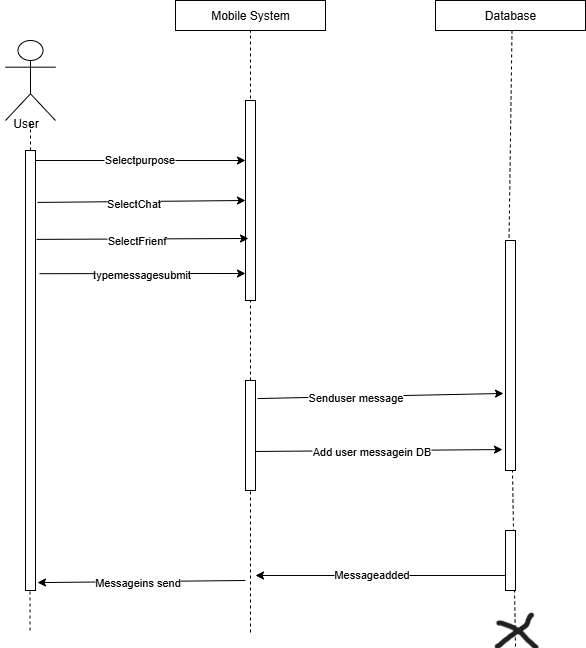 Mobile System
Database
User
Selectpurpose
SelectChat
SelectFrienf
typemessagesubmit
Senduser message
Add user messagein DB
Messageadded
Messageins send